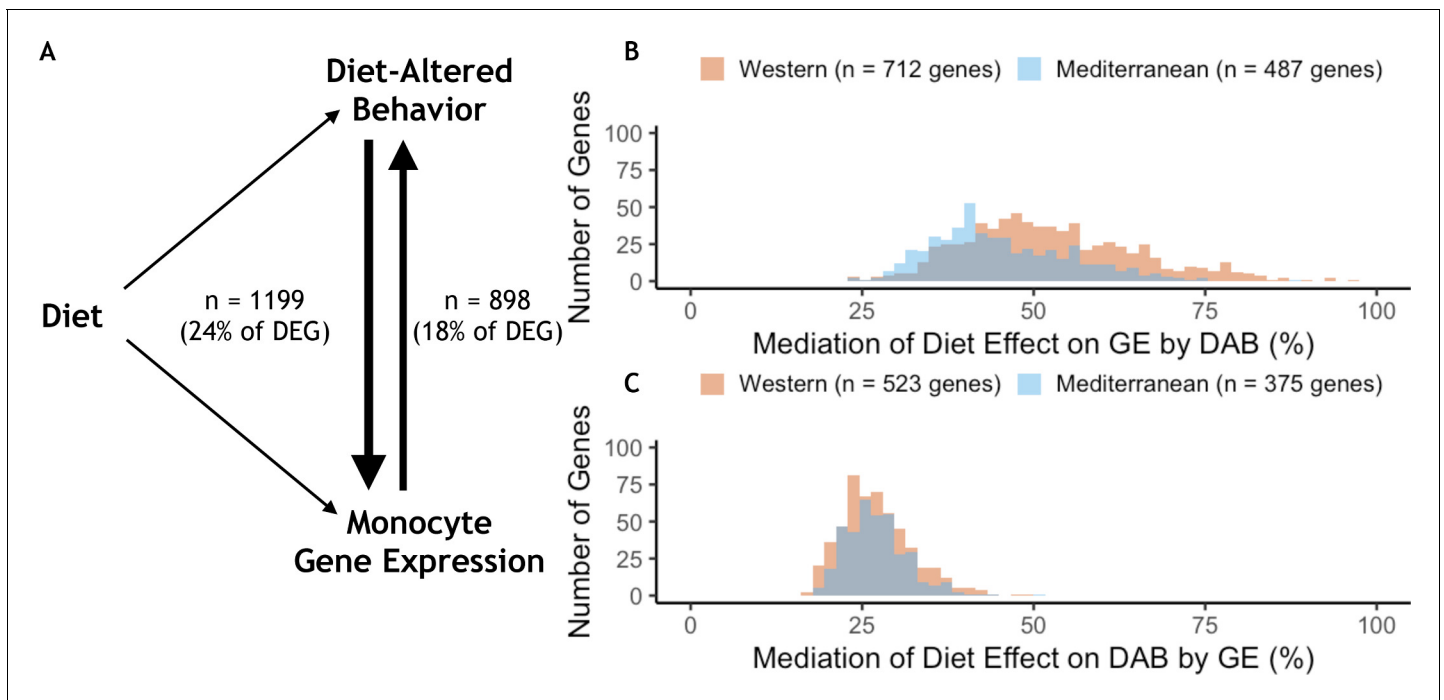 A
Diet-Altered
Behavior
Diet
n = 1199
(24% of DEG)
n = 898
(18% of DEG)
Monocyte
Gene Expression
B
Western (n = 712 genes)
Mediterranean (n = 487 genes)
Number of Genes
100
75
50
25
0
0 25 50 75 100
Mediation of Diet Effect on GE by DAB (%)
C
Western (n = 523 genes)
Mediterranean (n = 375 genes)
Number of Genes
100
75
50
25
0
0 25 50 75 100
Mediation of Diet Effect on DAB by GE (%)